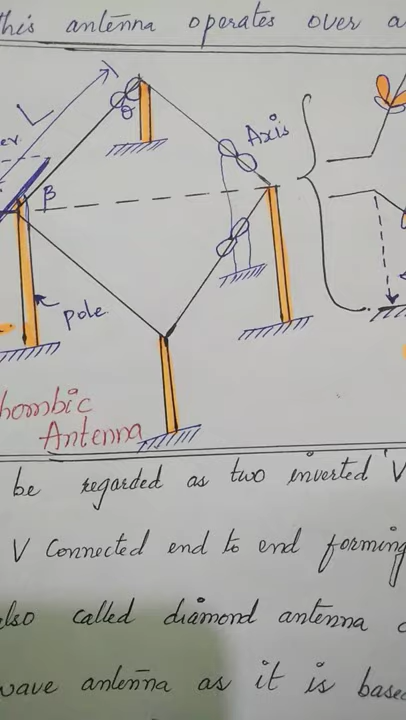 this antenna operates over a
L
θ
Axis
β
pole
hombic
Antenna
be regarded as two inverted 'V
V Connected end to end forming
also called diamond antenna
wave antenna as it is base